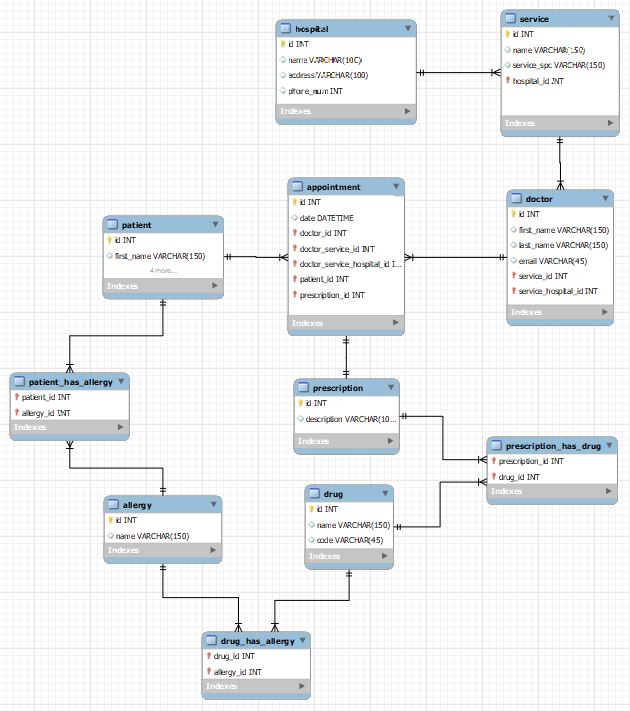 hospital
id INT
name VARCHAR(100)
address VARCHAR(100)
phone_num INT
Indexes
service
id INT
name VARCHAR(150)
service_spc VARCHAR(150)
hospital_id INT
Indexes
appointment
id INT
date DATETIME
doctor_id INT
doctor_service_id INT
doctor_service_hospital_id I...
patient_id INT
prescription_id INT
Indexes
doctor
id INT
first_name VARCHAR(150)
last_name VARCHAR(150)
email VARCHAR(45)
service_id INT
service_hospital_id INT
Indexes
patient
id INT
first_name VARCHAR(150)
4 more...
Indexes
patient_has_allergy
patient_id INT
allergy_id INT
Indexes
prescription
id INT
description VARCHAR(10...
Indexes
prescription_has_drug
prescription_id INT
drug_id INT
Indexes
allergy
id INT
name VARCHAR(150)
Indexes
drug
id INT
name VARCHAR(150)
code VARCHAR(45)
Indexes
drug_has_allergy
drug_id INT
allergy_id INT
Indexes